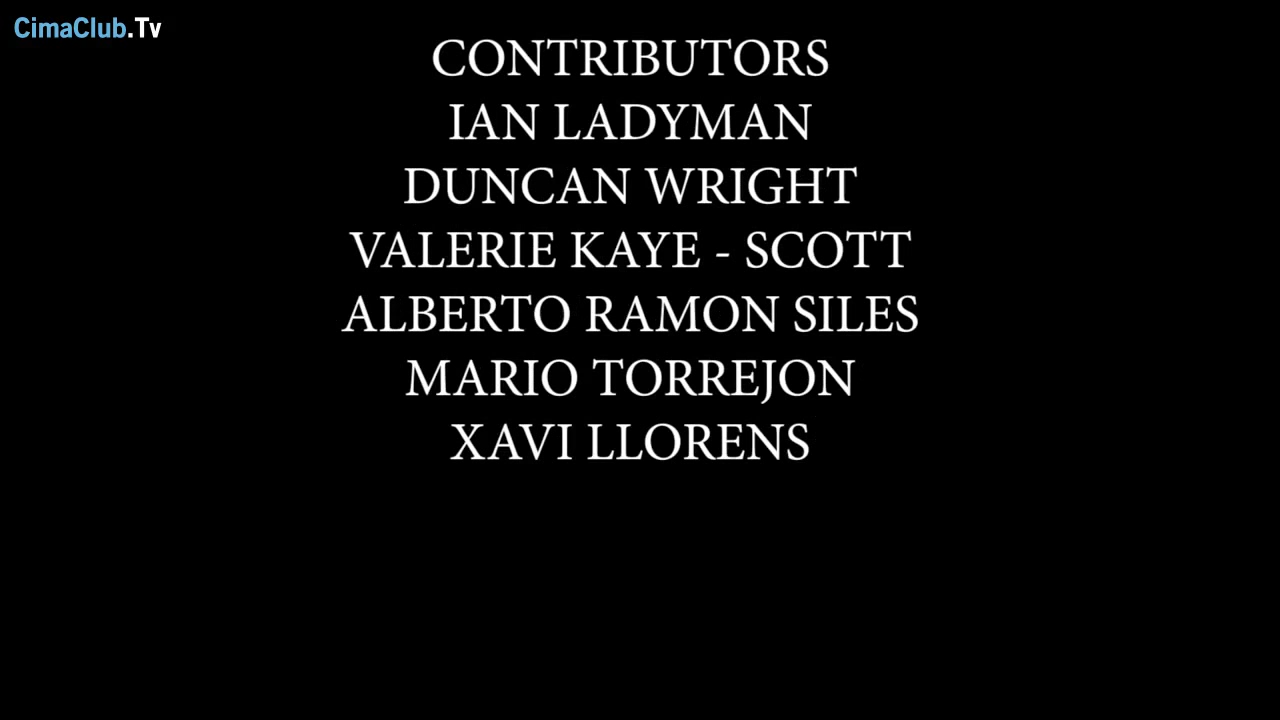 CimaClub.Tv
CONTRIBUTORS
IAN LADYMAN
DUNCAN WRIGHT
VALERIE KAYE - SCOTT
ALBERTO RAMON SILES
MARIO TORREJON
XAVI LLORENS